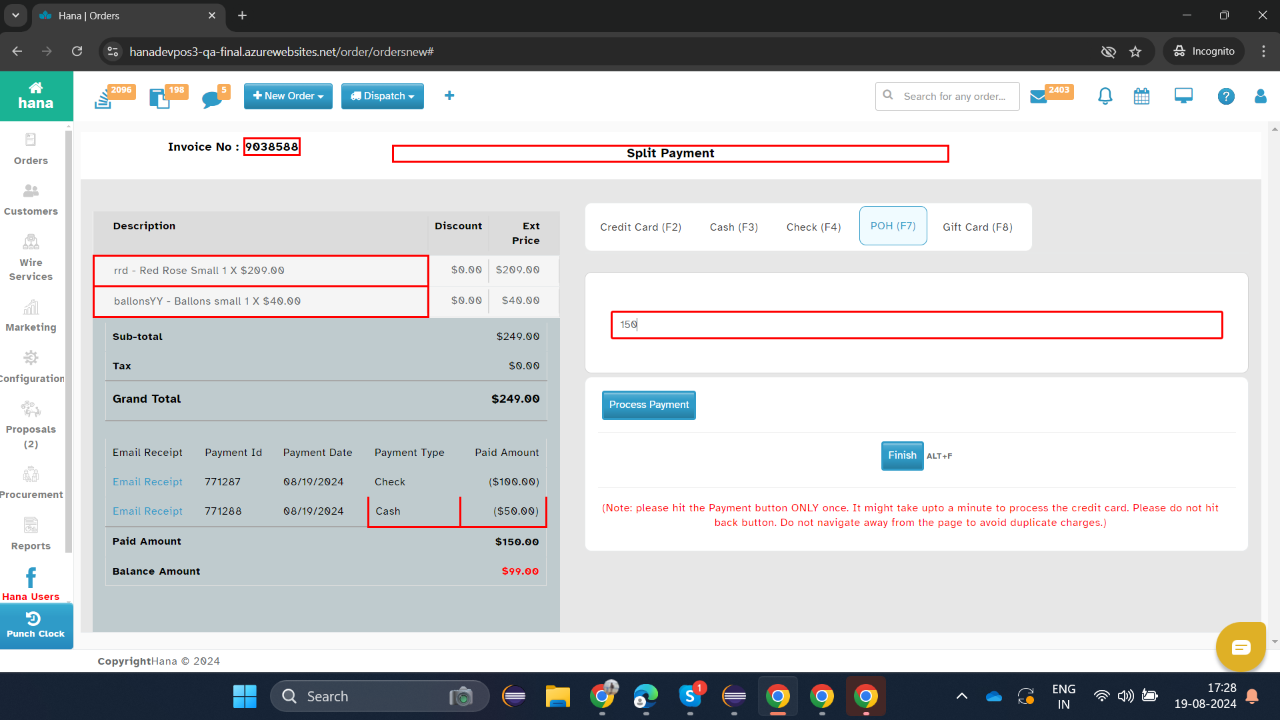 Hana | Orders
hanadevpos3-qa-final.azurewebsites.net/order/ordersnew#
Incognito
hana
2096
198
5
New Order
Dispatch
Search for any order...
2403
Orders
Customers
Wire Services
Marketing
Configuration
Proposals (2)
Procurement
Reports
Hana Users
Punch Clock
Invoice No : 9038588
Split Payment
Description Discount Ext Price
rrd - Red Rose Small 1 X $209.00 $0.00 $209.00
ballonsYY - Ballons small 1 X $40.00 $0.00 $40.00
Sub-total $249.00
Tax $0.00
Grand Total $249.00
Email Receipt Payment Id Payment Date Payment Type Paid Amount
Email Receipt 771287 08/19/2024 Check ($100.00)
Email Receipt 771288 08/19/2024 Cash ($50.00)
Paid Amount $150.00
Balance Amount $99.00
Credit Card (F2) Cash (F3) Check (F4) POH (F7) Gift Card (F8)
150
Process Payment
Finish ALT+F
(Note: please hit the Payment button ONLY once. It might take upto a minute to process the credit card. Please do not hit
back button. Do not navigate away from the page to avoid duplicate charges.)
CopyrightHana © 2024
Search
1
ENG
IN
17:28
19-08-2024